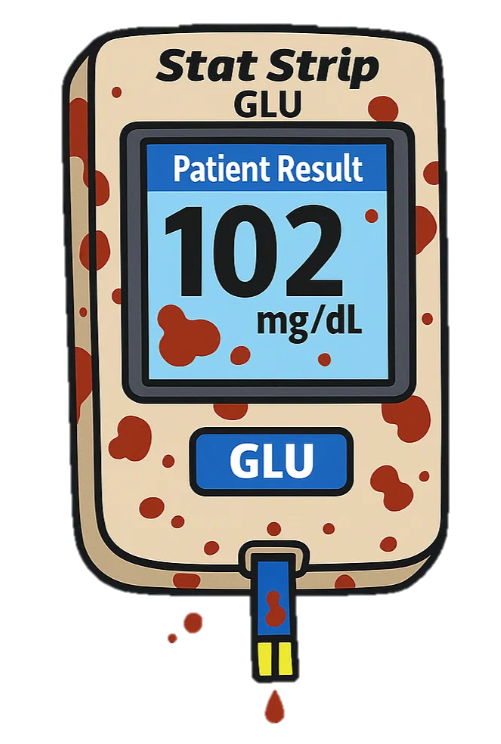 Stat Strip
GLU
Patient Result
102
mg/dL
GLU